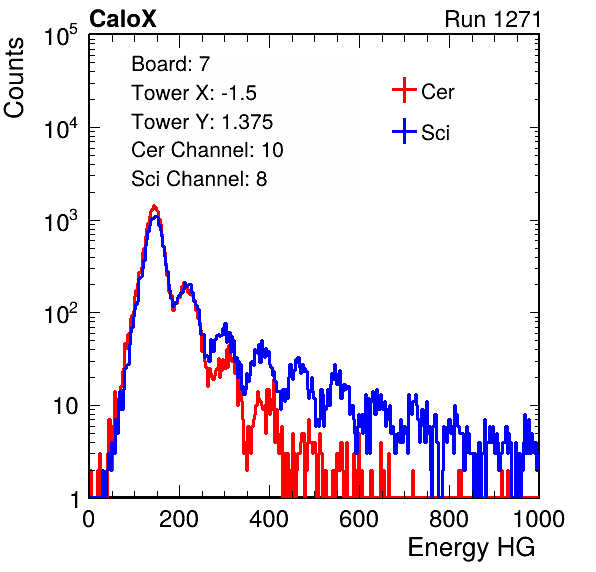 CaloX Run 1271
Counts
Board: 7
Tower X: -1.5
Tower Y: 1.375
Cer Channel: 10
Sci Channel: 8
Cer
Sci
10^5
10^4
10^3
10^2
10
1
0 200 400 600 800 1000
Energy HG